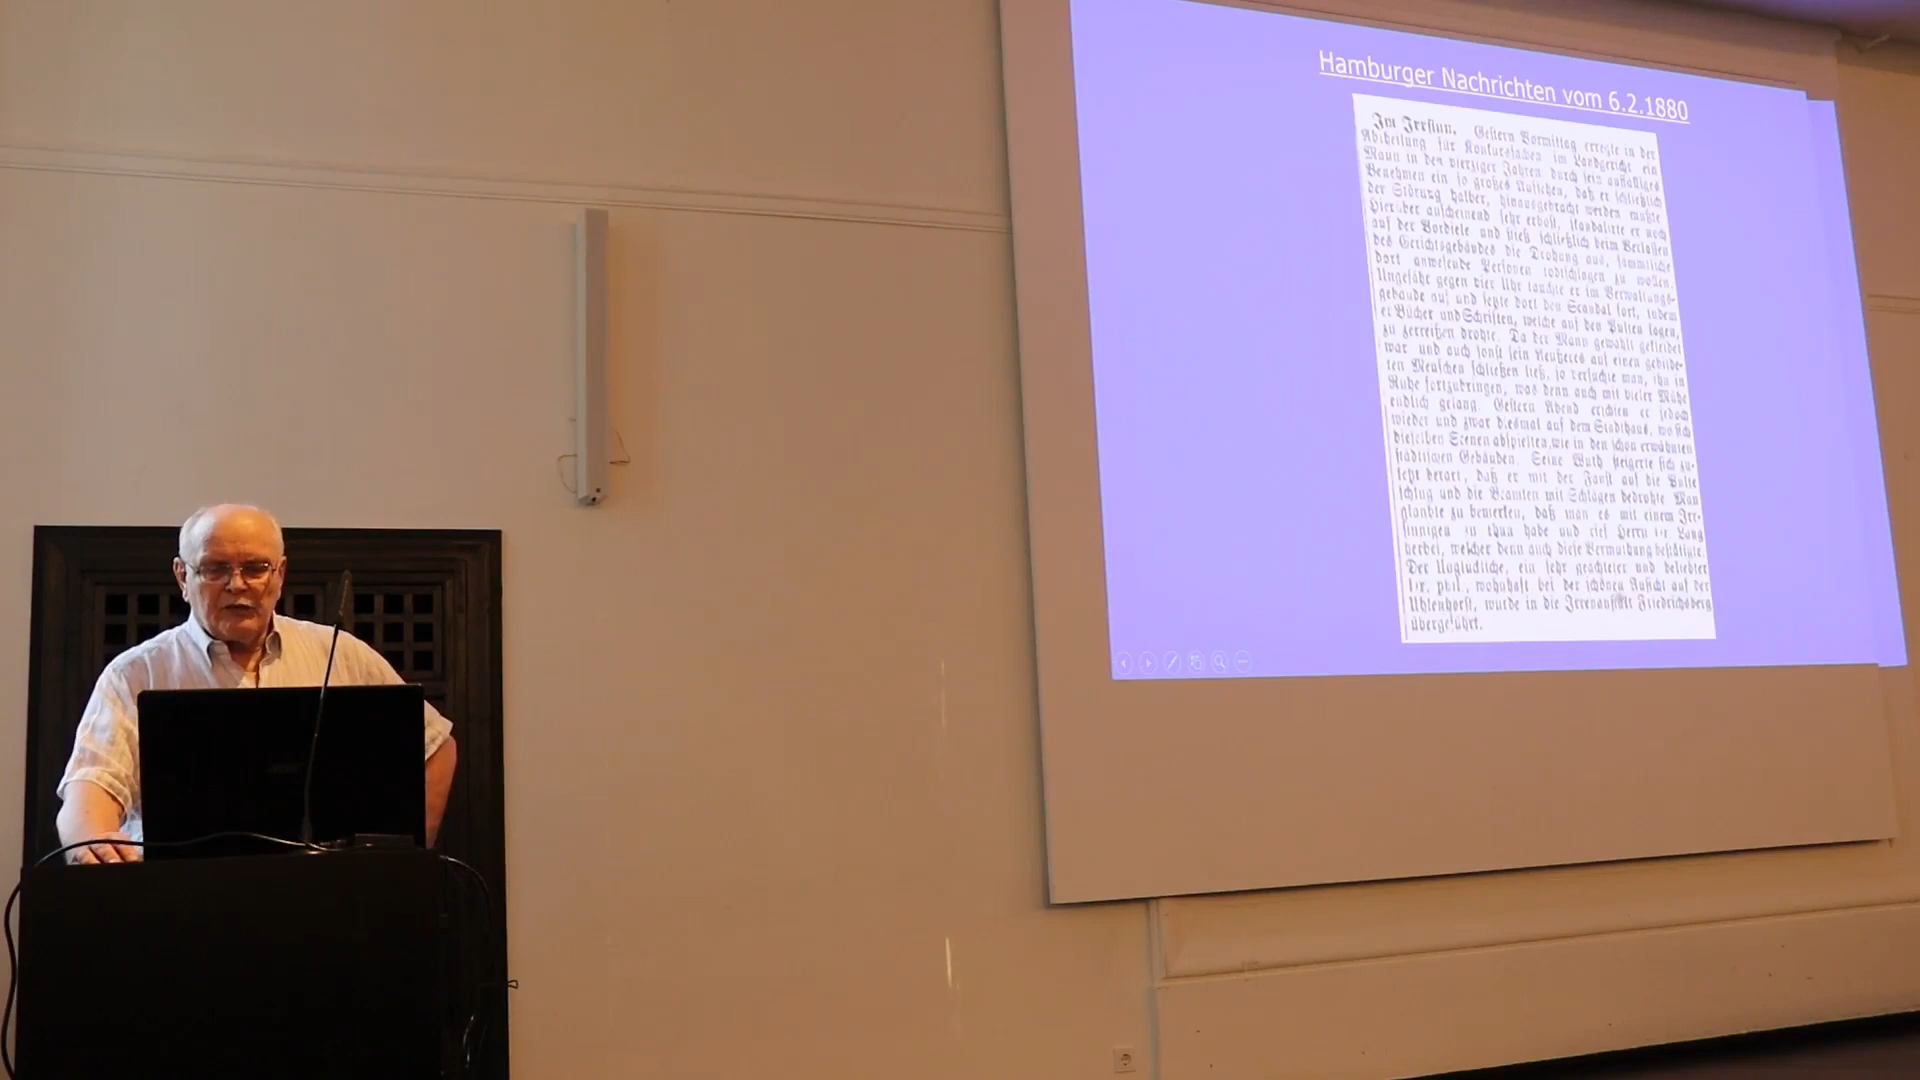 Hamburger Nachrichten vom 6.2.1880
Im Irrsinn. Gestern Vormittag erregte in der
Abtheilung für Konkurssachen im Landgericht ein
Mann in den vierziger Jahren durch sein auffälliges
Benehmen ein so großes Aufsehen, daß er schließlich
der Störung halber, hinausgebracht werden mußte
Hierüber anscheinend sehr erbost, skandalirte er noch
auf der Vordiele und stieß schließlich beim Verlassen
des Gerichtsgebäudes die Drohung aus, sämmtliche
dort anwesende Personen todtschlagen zu wollen.
Ungefähr gegen vier Uhr tauchte er im Verwaltungs-
gebäude auf und setzte dort den Scandal fort, indem
er Bücher und Schriften, welche auf den Pulten lagen,
zu zerreißen drohte. Da der Mann gewählt gekleidet
war und auch sonst sein Aeußeres auf einen gebilde-
ten Menschen schließen ließ, so versuchte man, ihn in
Ruhe fortzubringen, was denn auch mit vieler Mühe
endlich gelang. Gestern Abend erschien er jedoch
wieder und zwar diesmal auf dem Stadthaus, wo sich
dieselben Scenen abspielten, wie in den schon erwähnten
städtischen Gebäuden. Seine Wuth steigerte sich zu-
letzt derart, daß er mit der Faust auf die Pulte
schlug und die Beamten mit Schlägen bedrohte. Man
glaubte zu bemerken, daß man es mit einem Irr-
sinnigen zu thun habe und rief Herrn Dr. Lang
herbei, welcher denn auch diese Vermuthung bestätigte.
Der Unglückliche, ein sehr geachteter und beliebter
Dr. phil., wohnhaft bei der schönen Aussicht auf der
Uhlenhorst, wurde in die Irrenanstalt Friedrichsberg
übergeführt.